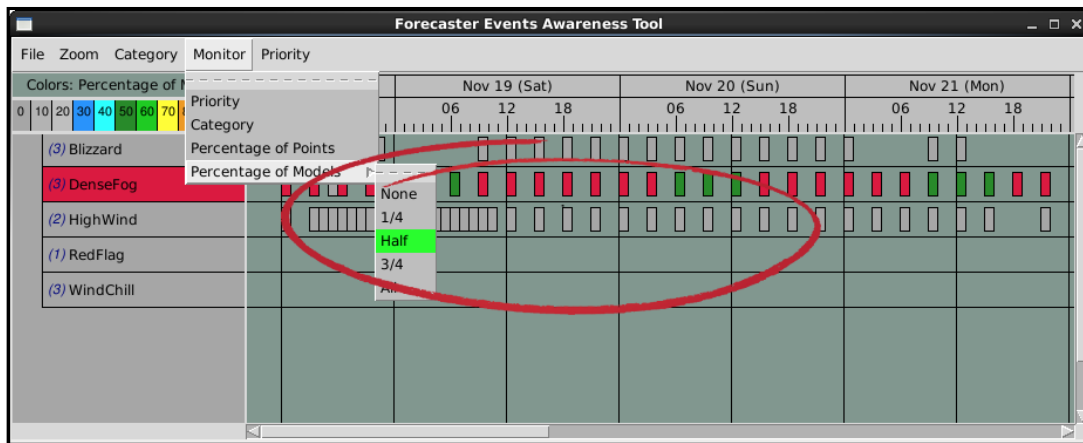 Forecaster Events Awareness Tool
File Zoom Category Monitor Priority
Colors: Percentage of M
Nov 19 (Sat) Nov 20 (Sun) Nov 21 (Mon)
0 10 20 30 40 50 60 70
06 12 18 06 12 18 06 12 18
Priority
Category
Percentage of Points
Percentage of Models
None
1/4
Half
3/4
All
(3) Blizzard
(3) DenseFog
(2) HighWind
(1) RedFlag
(3) WindChill